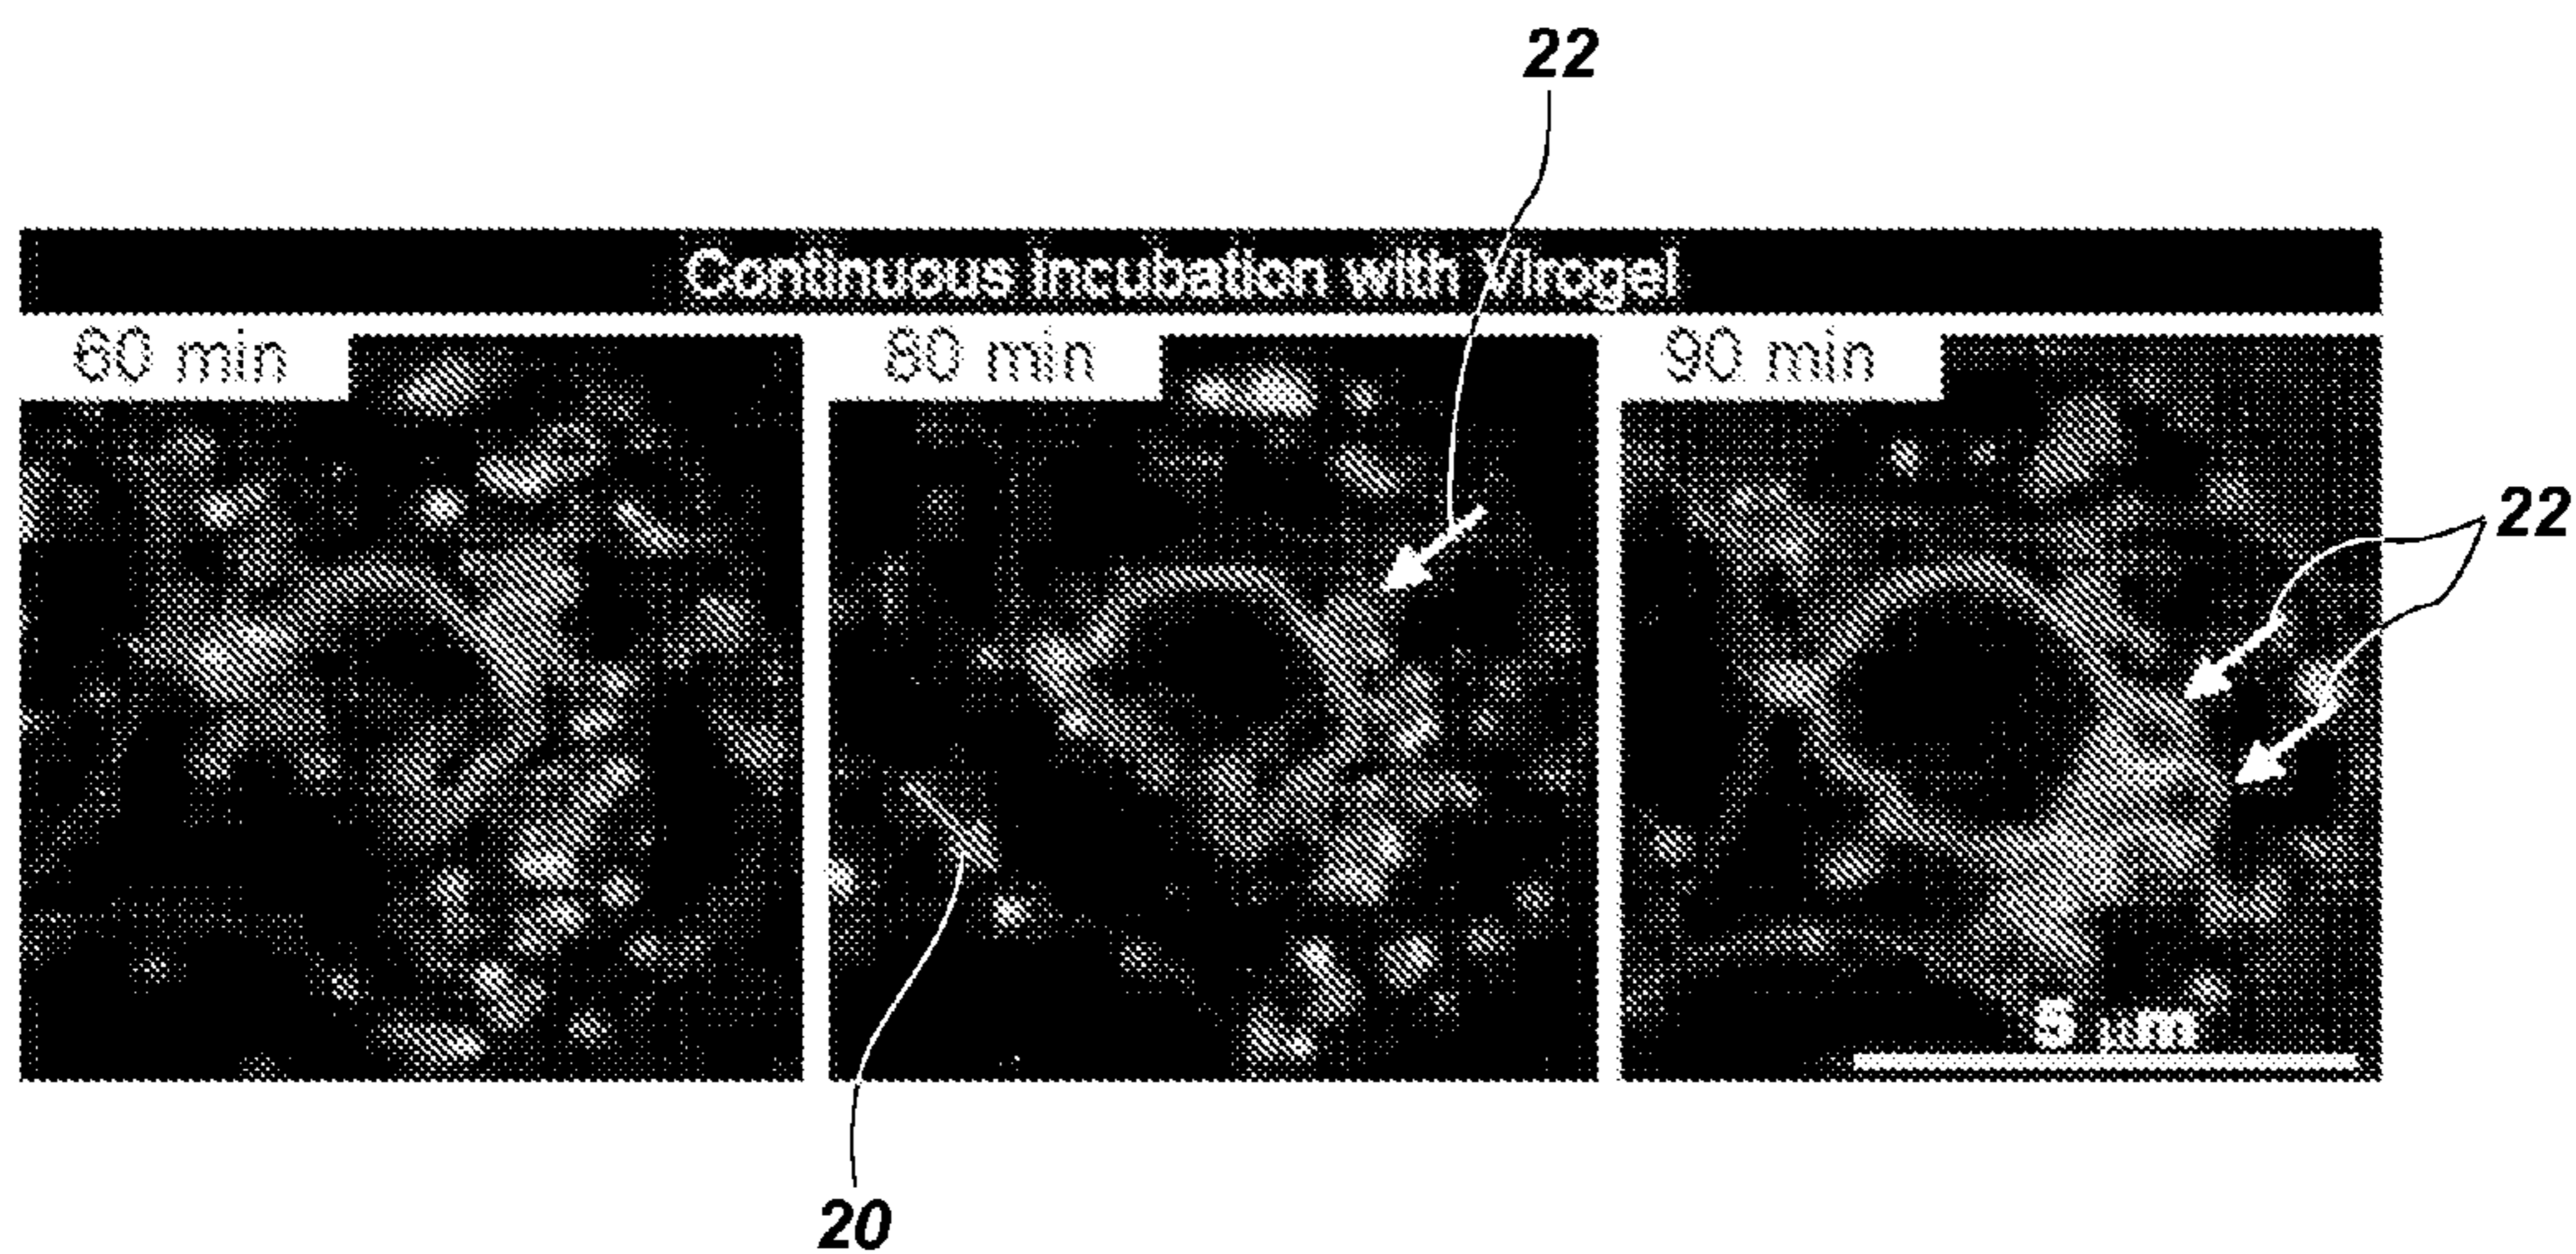 22
Continuous Incubation with Virogel
60 min
80 min
90 min
22
5 µm
20